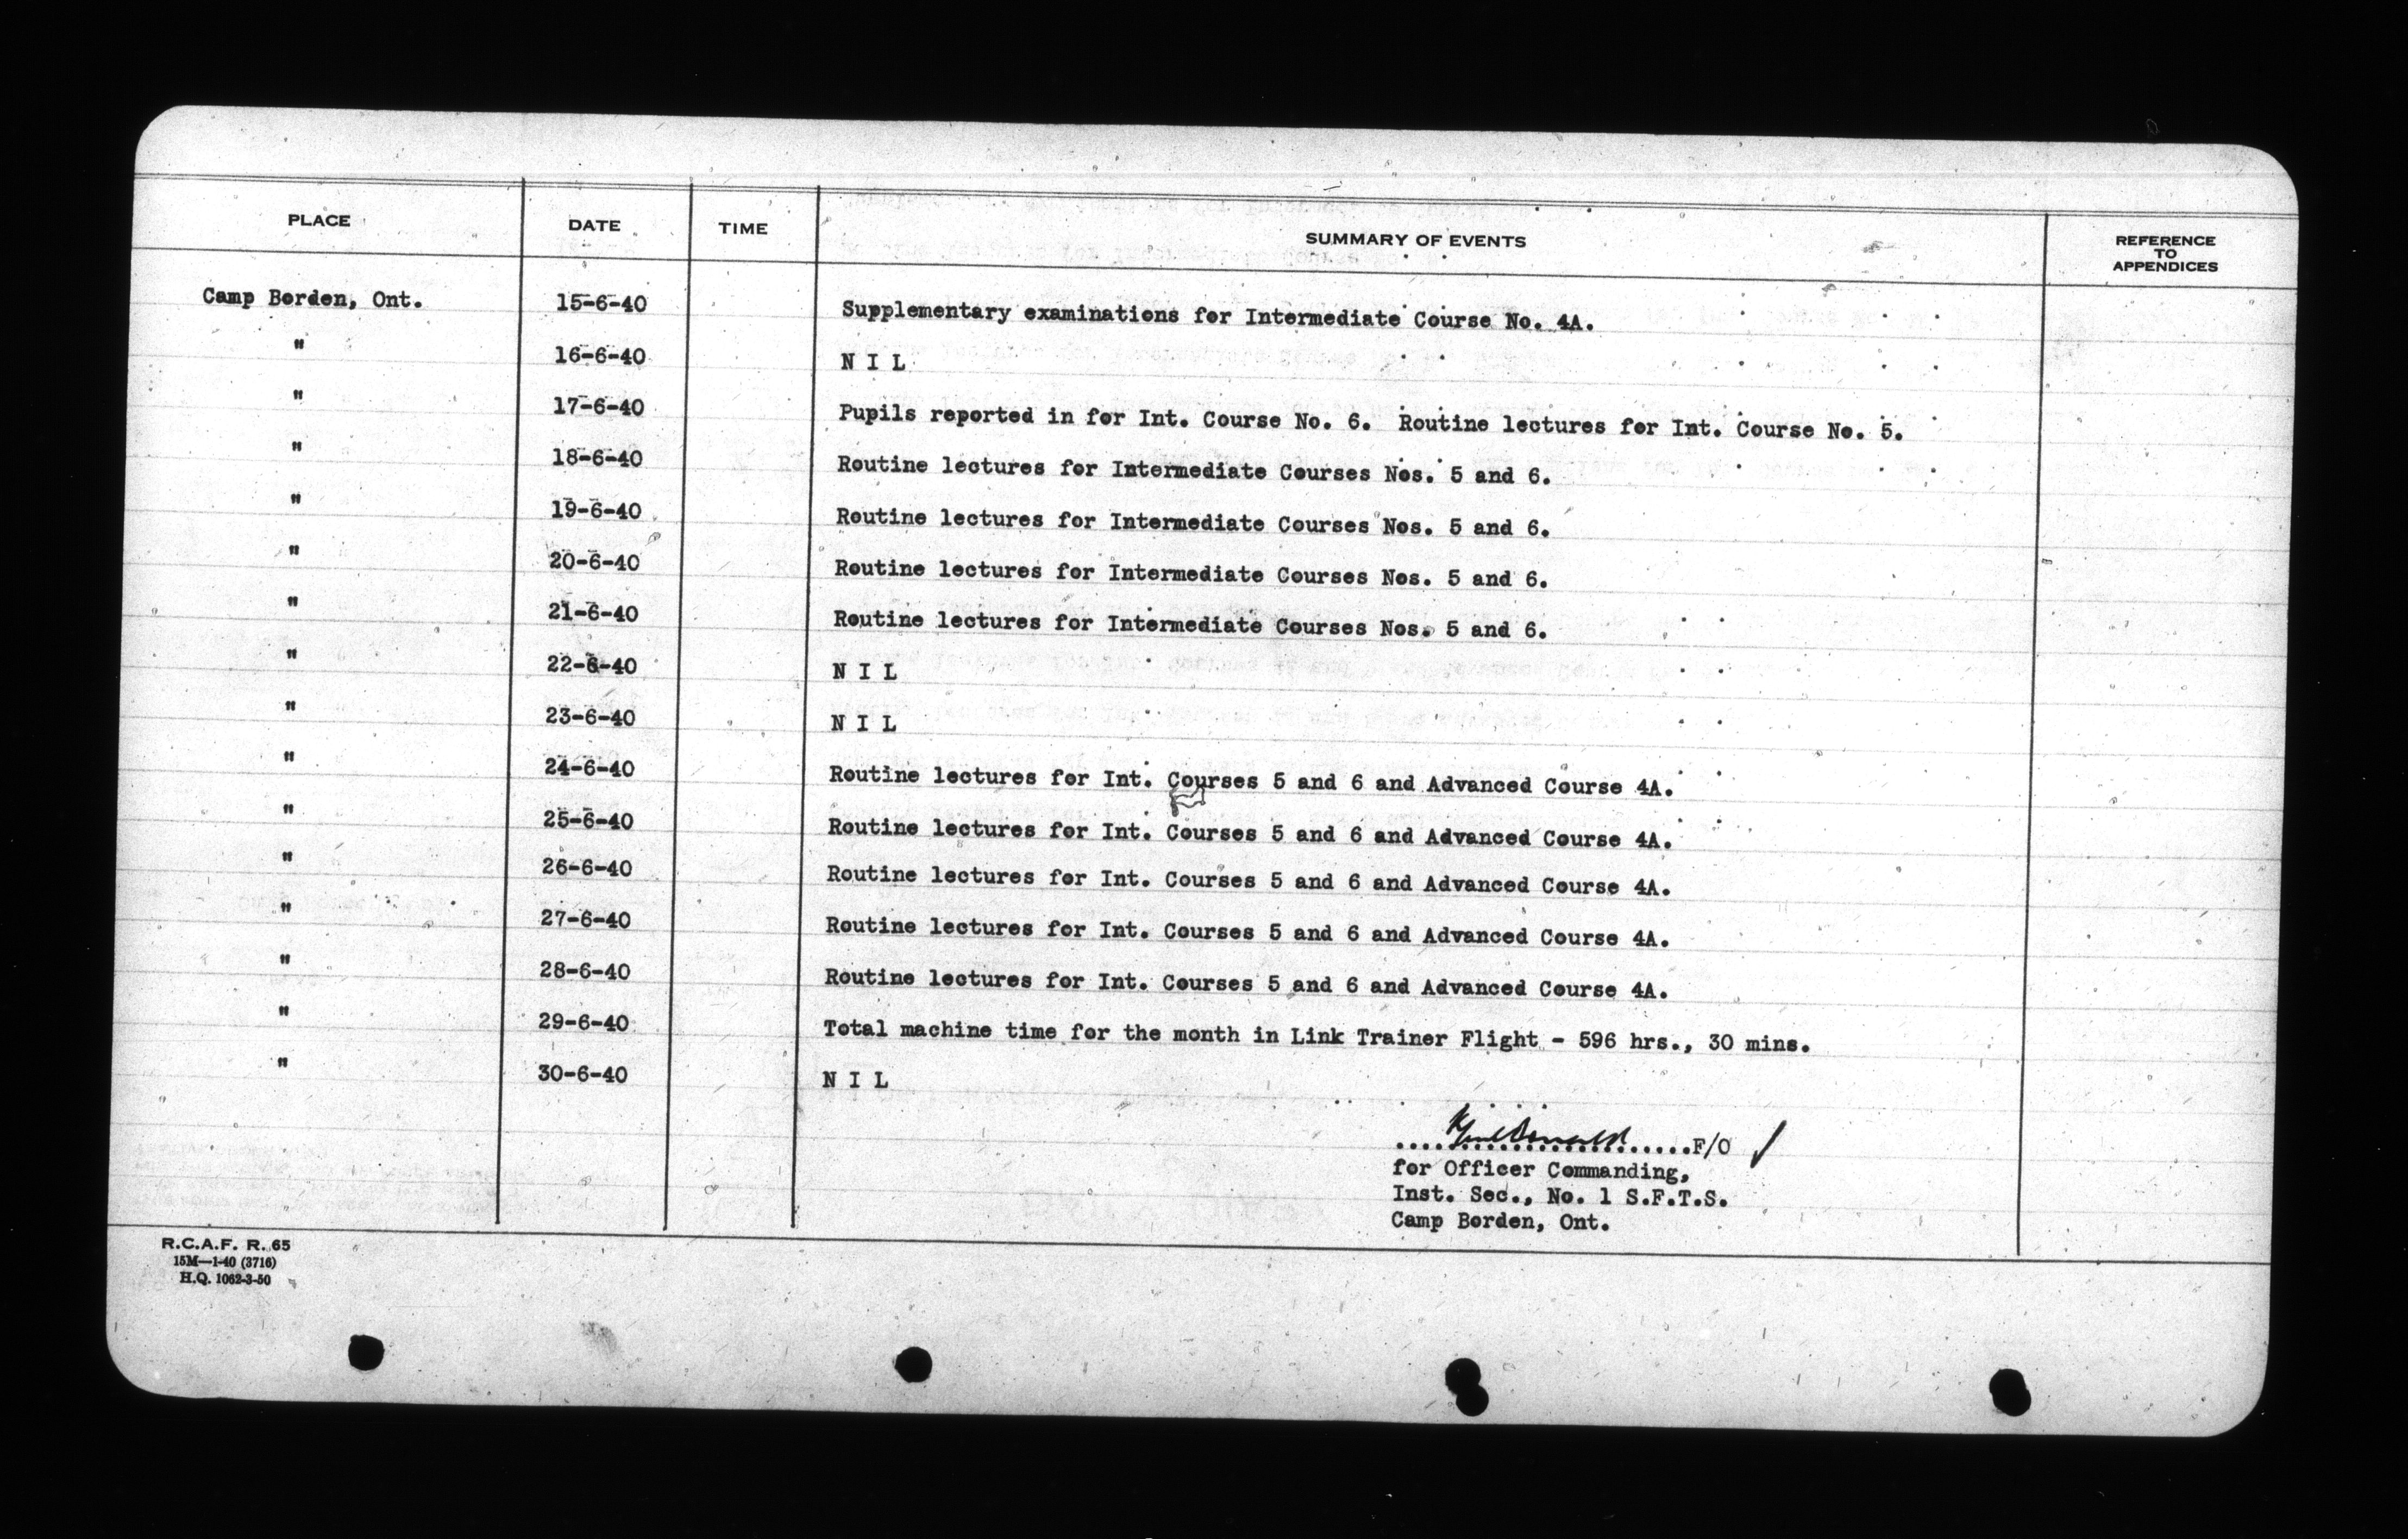 PLACE DATE TIME SUMMARY OF EVENTS REFERENCE TO APPENDICES
Camp Borden, Ont. 15-6-40 Supplementary examinations for Intermediate Course No. 4A.
" 16-6-40 N I L
" 17-6-40 Pupils reported in for Int. Course No. 6. Routine lectures for Int. Course No. 5.
" 18-6-40 Routine lectures for Intermediate Courses Nos. 5 and 6.
" 19-6-40 Routine lectures for Intermediate Courses Nos. 5 and 6.
" 20-6-40 Routine lectures for Intermediate Courses Nos. 5 and 6.
" 21-6-40 Routine lectures for Intermediate Courses Nos. 5 and 6.
" 22-6-40 N I L
" 23-6-40 N I L
" 24-6-40 Routine lectures for Int. Courses 5 and 6 and Advanced Course 4A.
" 25-6-40 Routine lectures for Int. Courses 5 and 6 and Advanced Course 4A.
" 26-6-40 Routine lectures for Int. Courses 5 and 6 and Advanced Course 4A.
" 27-6-40 Routine lectures for Int. Courses 5 and 6 and Advanced Course 4A.
" 28-6-40 Routine lectures for Int. Courses 5 and 6 and Advanced Course 4A.
" 29-6-40 Total machine time for the month in Link Trainer Flight - 596 hrs., 30 mins.
" 30-6-40 N I L
F/O
for Officer Commanding,
Inst. Sec., No. 1 S.F.T.S.
Camp Borden, Ont.
R.C.A.F. R. 65
15M—1-40 (3716)
H.Q. 1062-3-50